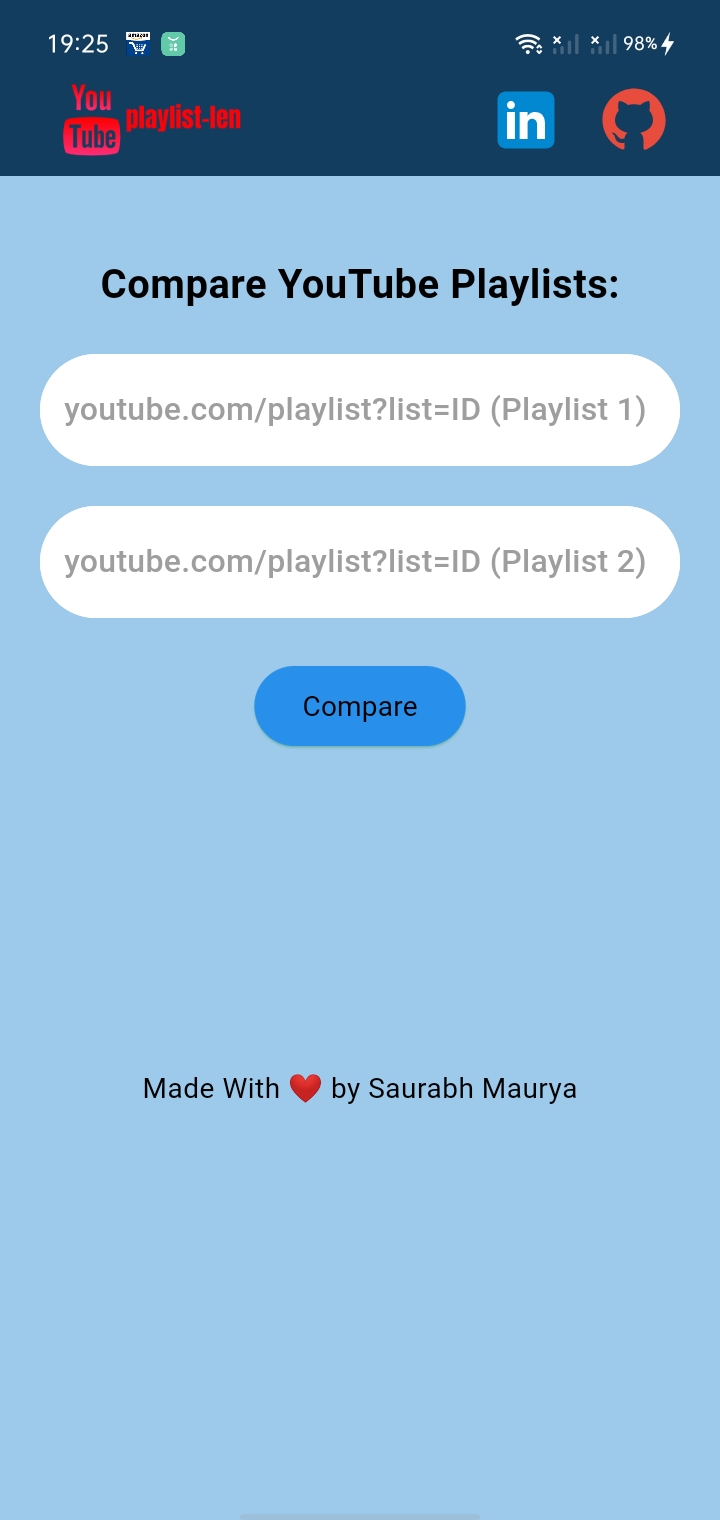 19:25
amazon
98%
You
Tube
playlist-len
in
Compare YouTube Playlists:
youtube.com/playlist?list=ID (Playlist 1)
youtube.com/playlist?list=ID (Playlist 2)
Compare
Made With ❤️ by Saurabh Maurya